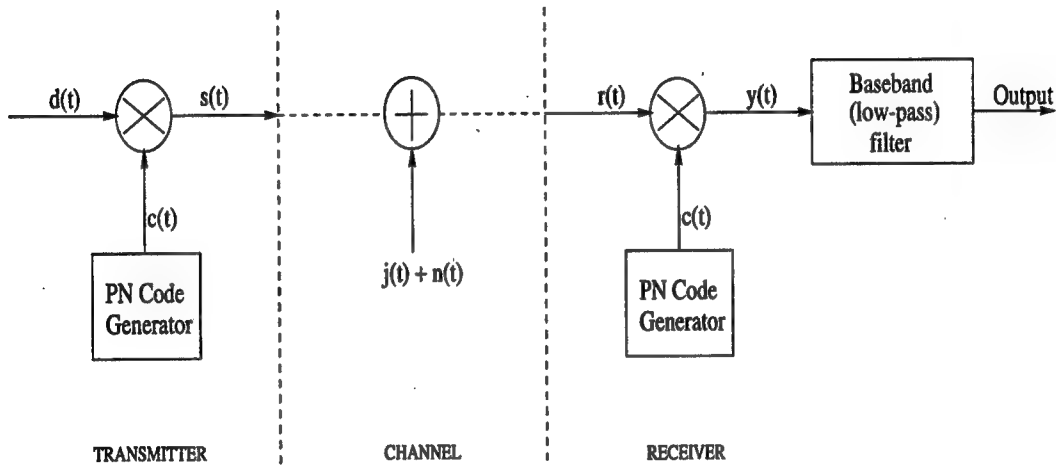 d(t)
s(t)
r(t)
y(t)
Baseband
(low-pass)
filter
Output
c(t)
c(t)
j(t) + n(t)
PN Code
Generator
PN Code
Generator
TRANSMITTER
CHANNEL
RECEIVER